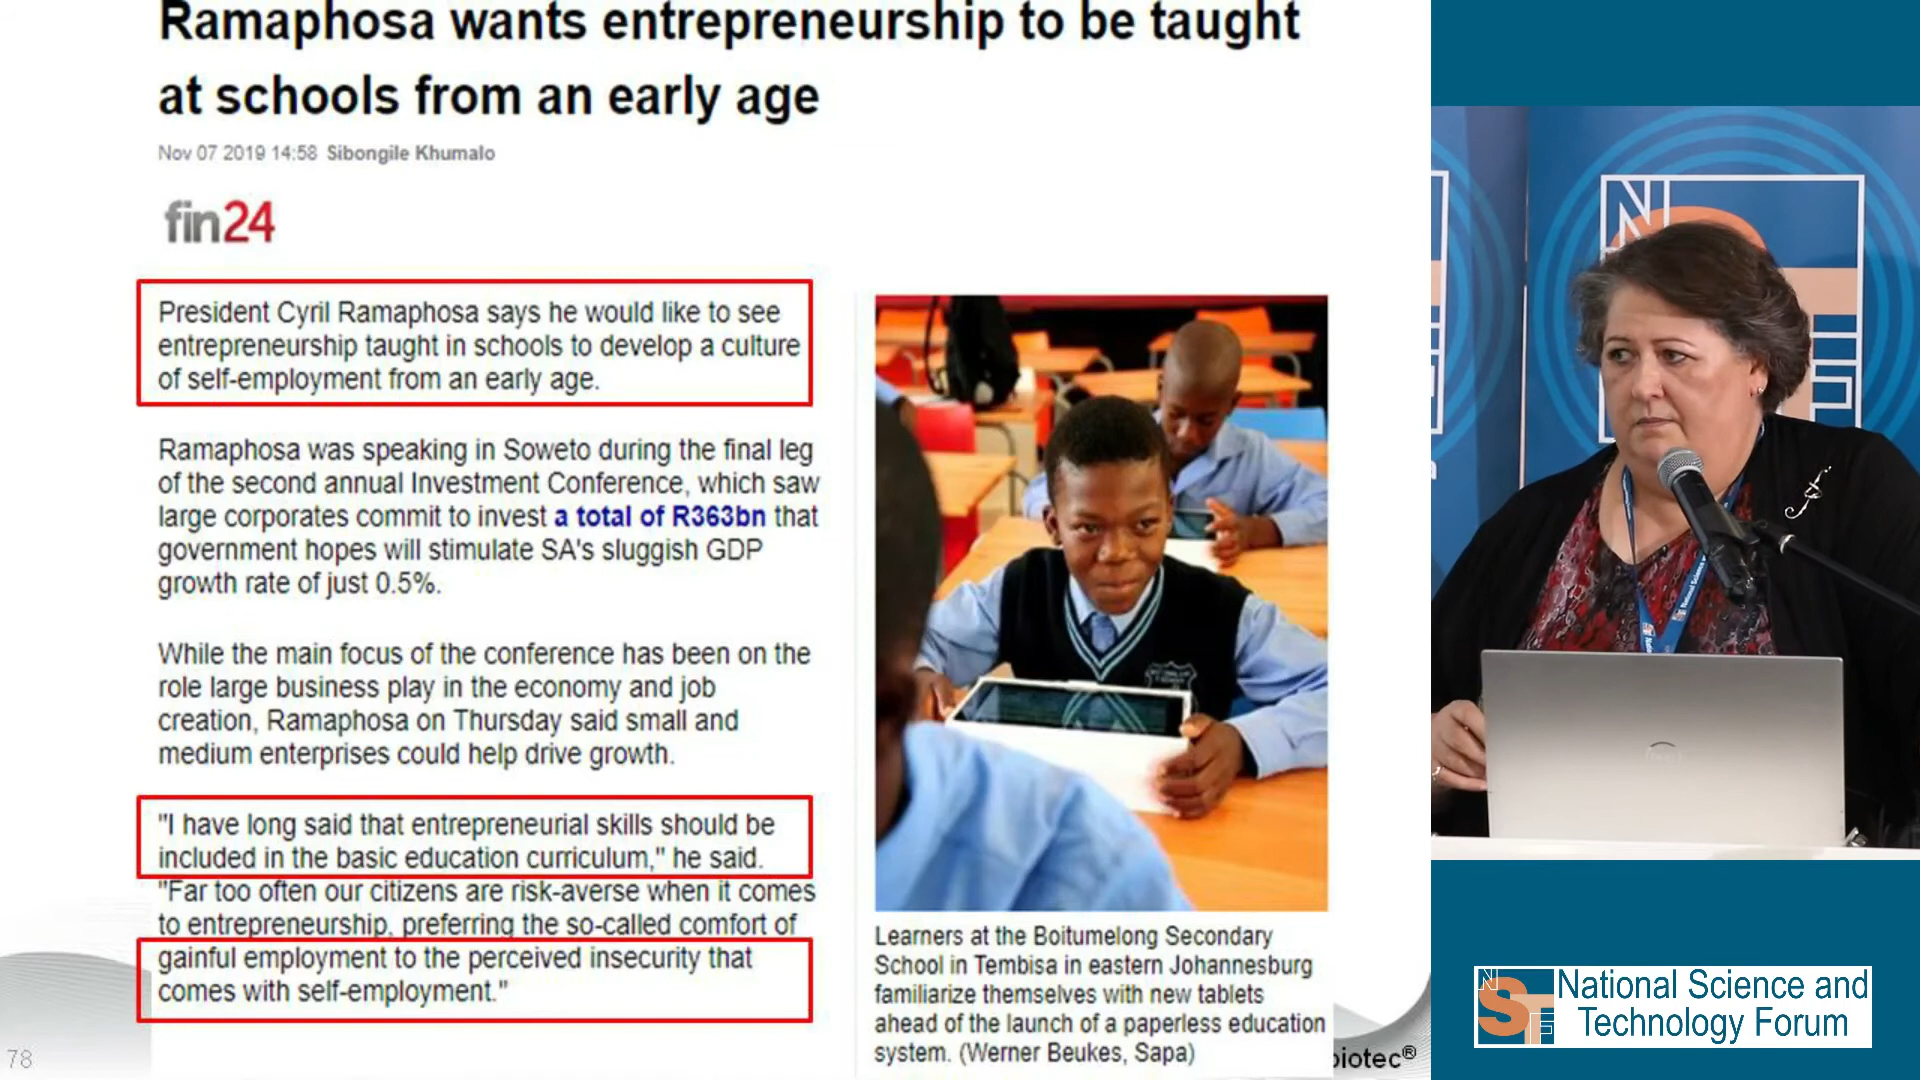 Ramaphosa wants entrepreneurship to be taught
at schools from an early age
Nov 07 2019 14:58 Sibongile Khumalo
fin24
President Cyril Ramaphosa says he would like to see
entrepreneurship taught in schools to develop a culture
of self-employment from an early age.
Ramaphosa was speaking in Soweto during the final leg
of the second annual Investment Conference, which saw
large corporates commit to invest a total of R363bn that
government hopes will stimulate SA's sluggish GDP
growth rate of just 0.5%.
While the main focus of the conference has been on the
role large business play in the economy and job
creation, Ramaphosa on Thursday said small and
medium enterprises could help drive growth.
"I have long said that entrepreneurial skills should be
included in the basic education curriculum," he said.
"Far too often our citizens are risk-averse when it comes
to entrepreneurship, preferring the so-called comfort of
gainful employment to the perceived insecurity that
comes with self-employment."
Learners at the Boitumelong Secondary
School in Tembisa in eastern Johannesburg
familiarize themselves with new tablets
ahead of the launch of a paperless education
system. (Werner Beukes, Sapa)
78
biotec®
NSTF
National Science and
Technology Forum